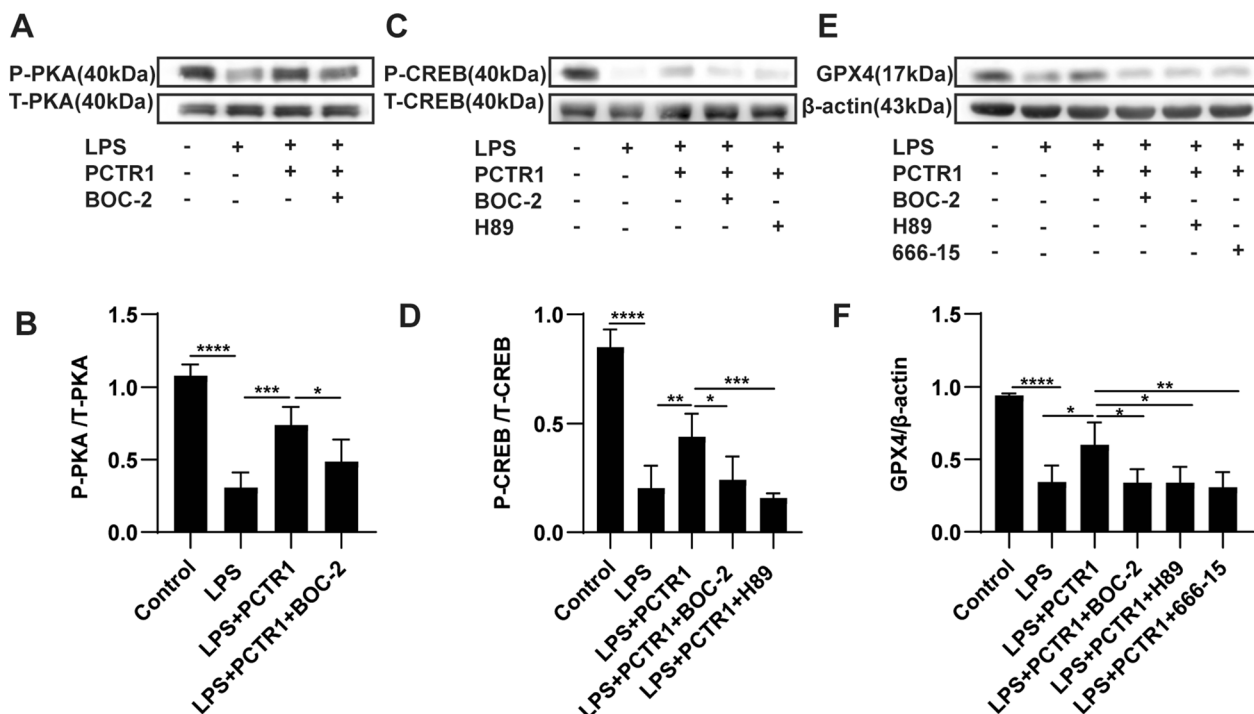 A
P-PKA(40kDa)
T-PKA(40kDa)
LPS - + + +
PCTR1 - - + +
BOC-2 - - - +
C
P-CREB(40kDa)
T-CREB(40kDa)
LPS - + + + +
PCTR1 - - + + +
BOC-2 - - - + -
H89 - - - - +
E
GPX4(17kDa)
β-actin(43kDa)
LPS - + + + + +
PCTR1 - - + + + +
BOC-2 - - - + - -
H89 - - - - + -
666-15 - - - - - +
B
P-PKA /T-PKA
1.5
1.0
0.5
0.0
****
***
*
Control
LPS
LPS+PCTR1
LPS+PCTR1+BOC-2
D
P-CREB /T-CREB
1.0
0.5
0.0
****
***
**
*
Control
LPS
LPS+PCTR1
LPS+PCTR1+BOC-2
LPS+PCTR1+H89
F
GPX4/β-actin
1.5
1.0
0.5
0.0
****
**
*
*
*
Control
LPS
LPS+PCTR1
LPS+PCTR1+BOC-2
LPS+PCTR1+H89
LPS+PCTR1+666-15